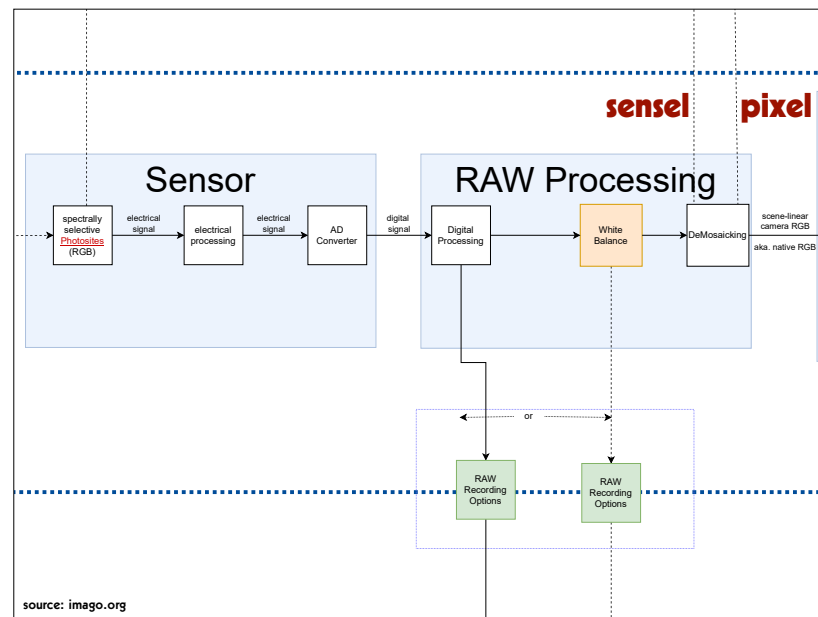 sensel
pixel
Sensor
RAW Processing
spectrally
selective
Photosites
(RGB)
electrical
signal
electrical
processing
electrical
signal
AD
Converter
digital
signal
Digital
Processing
White
Balance
DeMosaicking
scene-linear
camera RGB
aka. native RGB
or
RAW
Recording
Options
RAW
Recording
Options
source: imago.org